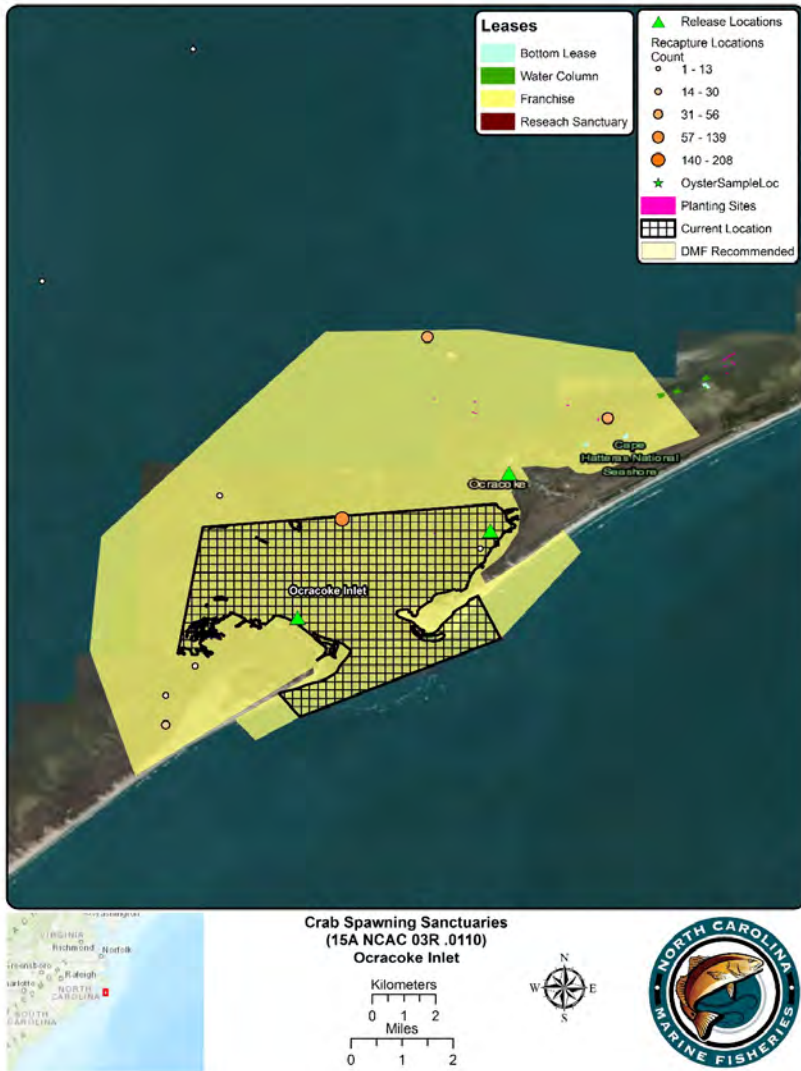 Leases
Bottom Lease
Water Column
Franchise
Reseach Sanctuary
Release Locations
Recapture Locations
Count
1 - 13
14 - 30
31 - 56
57 - 139
140 - 208
OysterSampleLoc
Planting Sites
Current Location
DMF Recommended
Cape
Hatteras National
Seashore
Ocracoke
Ocracoke Inlet
VIRGINIA
Richmond
Norfolk
Raleigh
NORTH
CAROLINA
SOUTH
CAROLINA
Crab Spawning Sanctuaries
(15A NCAC 03R .0110)
Ocracoke Inlet
Kilometers
0 1 2
Miles
0 1 2
N
W E
S
NORTH CAROLINA
MARINE FISHERIES